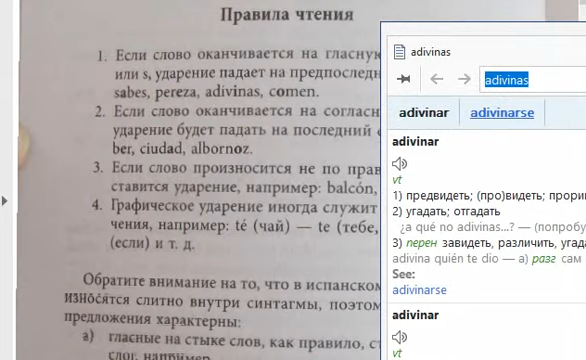 Правила чтения
1. Если слово оканчивается на гласную
или s, ударение падает на предпоследн
sabes, pereza, adivinas, comen.
2. Если слово оканчивается на согласн
ударение будет падать на последний
ber, ciudad, albornoz.
3. Если слово произносится не по прав
ставится ударение, например: balcón,
4. Графическое ударение иногда служит
чения, например: té (чай) — te (тебе,
(если) и т. д.
Обратите внимание на то, что в испанском
износятся слитно внутри синтагмы, поэтом
предложения характерны:
а) гласные на стыке слов, как правило, ст
слог, например
adivinas
adivinas
adivinar adivinarse
adivinar
vt
1) предвидеть; (про)видеть; прори
2) угадать; отгадать
¿a qué no adivinas...? — (попробу
3) перен завидеть, различить, угада
adivina quién te dio — a) разг сам
See:
adivinarse
adivinar
vt